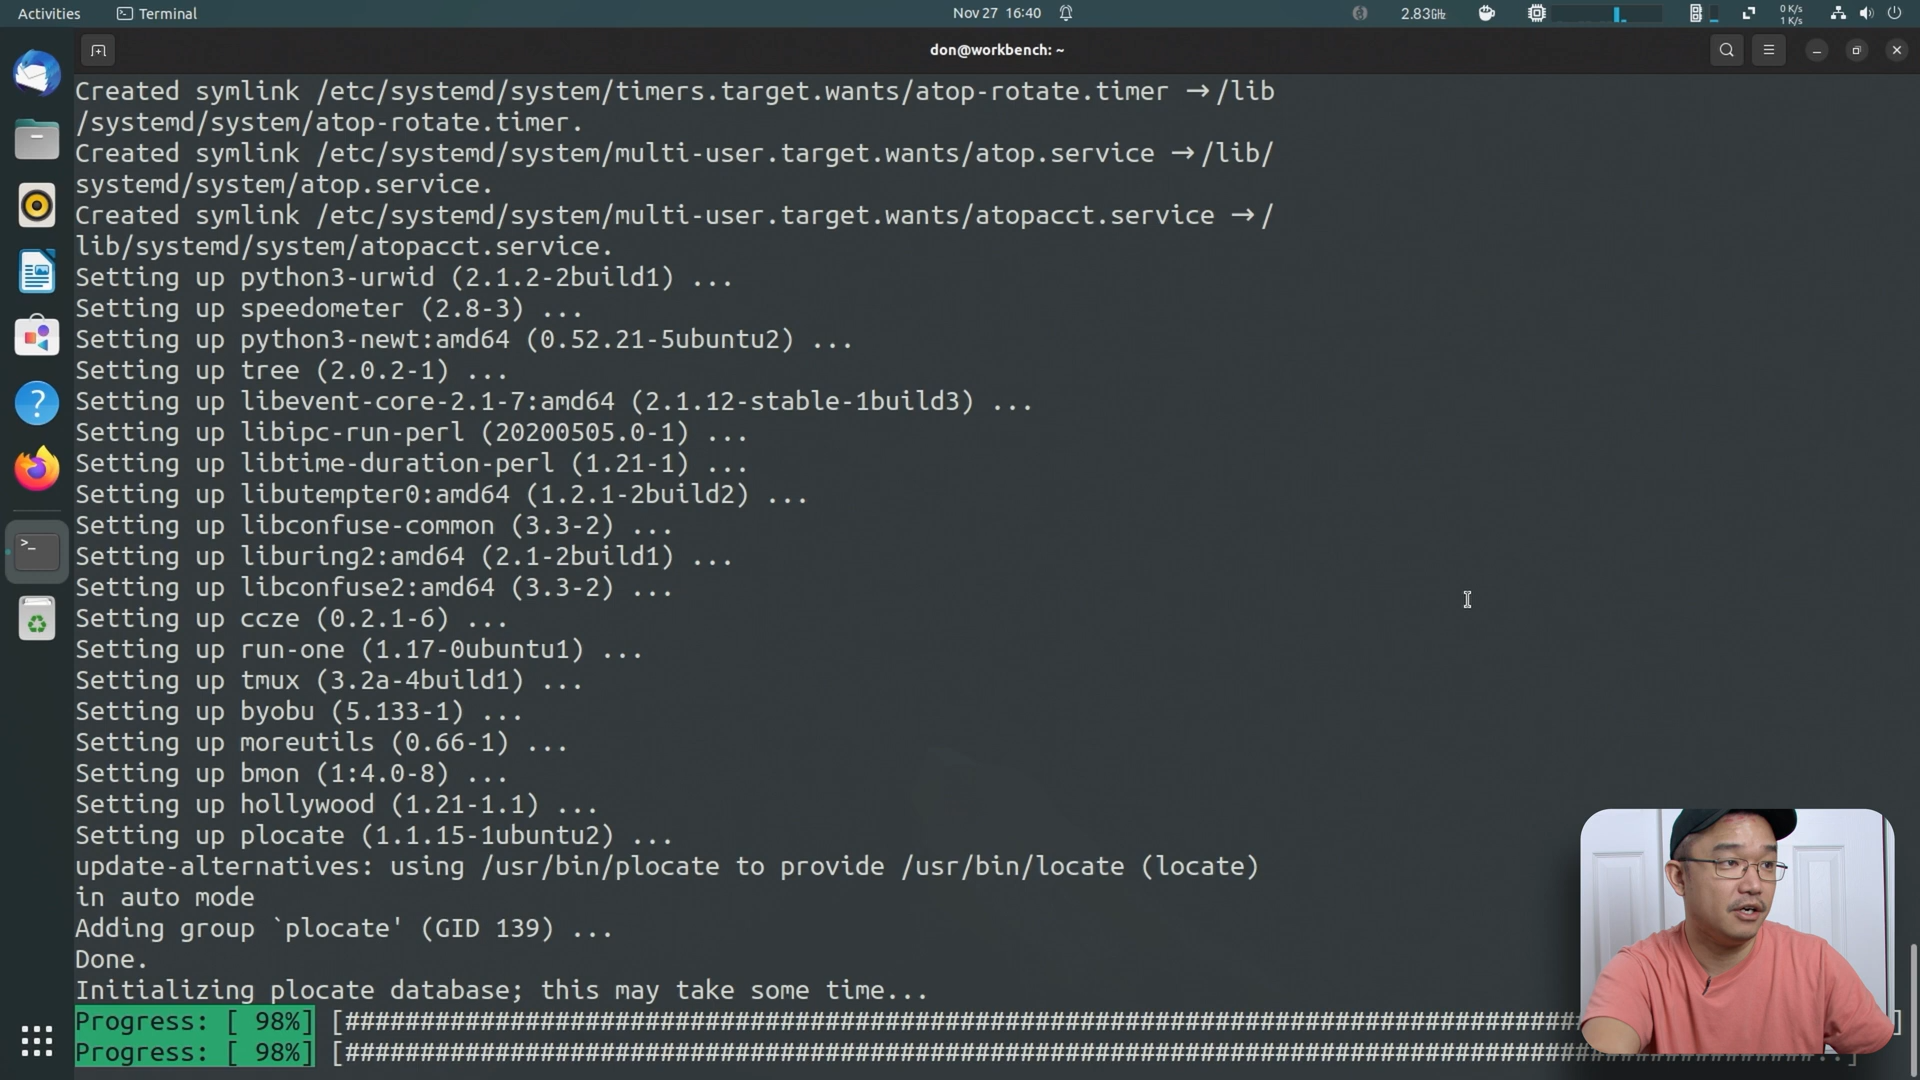 Activities
Terminal
Nov 27 16:40
2.83GHz
0 K/s
1 K/s
don@workbench: ~
Created symlink /etc/systemd/system/timers.target.wants/atop-rotate.timer → /lib
/systemd/system/atop-rotate.timer.
Created symlink /etc/systemd/system/multi-user.target.wants/atop.service → /lib/
systemd/system/atop.service.
Created symlink /etc/systemd/system/multi-user.target.wants/atopacct.service → /
lib/systemd/system/atopacct.service.
Setting up python3-urwid (2.1.2-2build1) ...
Setting up speedometer (2.8-3) ...
Setting up python3-newt:amd64 (0.52.21-5ubuntu2) ...
Setting up tree (2.0.2-1) ...
Setting up libevent-core-2.1-7:amd64 (2.1.12-stable-1build3) ...
Setting up libipc-run-perl (20200505.0-1) ...
Setting up libtime-duration-perl (1.21-1) ...
Setting up libutempter0:amd64 (1.2.1-2build2) ...
Setting up libconfuse-common (3.3-2) ...
Setting up liburing2:amd64 (2.1-2build1) ...
Setting up libconfuse2:amd64 (3.3-2) ...
Setting up ccze (0.2.1-6) ...
Setting up run-one (1.17-0ubuntu1) ...
Setting up tmux (3.2a-4build1) ...
Setting up byobu (5.133-1) ...
Setting up moreutils (0.66-1) ...
Setting up bmon (1:4.0-8) ...
Setting up hollywood (1.21-1.1) ...
Setting up plocate (1.1.15-1ubuntu2) ...
update-alternatives: using /usr/bin/plocate to provide /usr/bin/locate (locate)
in auto mode
Adding group `plocate' (GID 139) ...
Done.
Initializing plocate database; this may take some time...
Progress: [ 98%] [##################################################################################
Progress: [ 98%] [##################################################################################